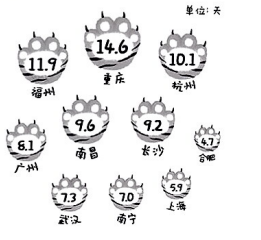 单位：天
11.9
福州
14.6
重庆
10.1
杭州
8.1
广州
9.6
南昌
9.2
长沙
4.7
合肥
7.3
武汉
7.0
南宁
5.9
上海